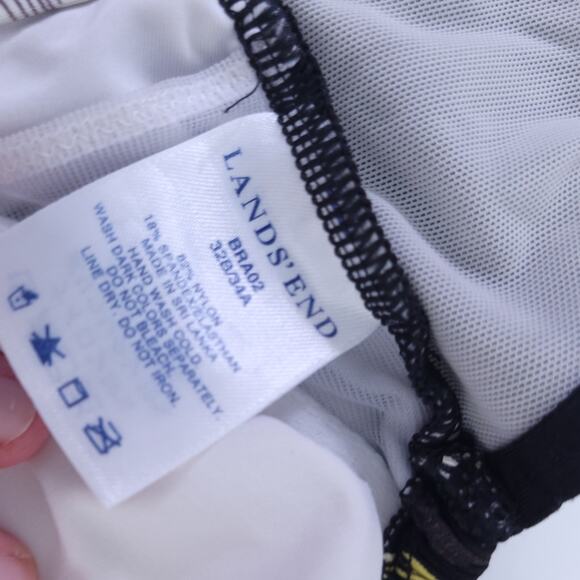 LANDS' END
BRA02
32B/34A
82% NYLON
18% SPANDEX/ELASTHAN
MADE IN SRI LANKA
HAND WASH COLD.
WASH DARK COLORS SEPARATELY.
DO NOT BLEACH.
LINE DRY. DO NOT IRON.